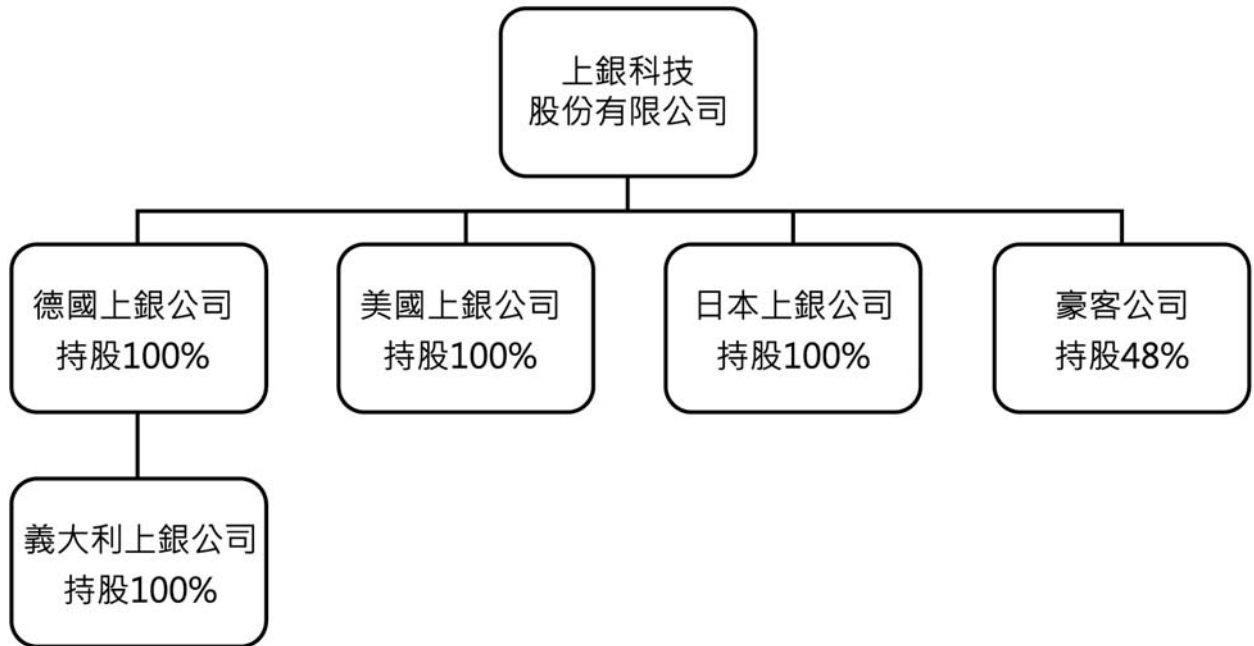 上銀科技
股份有限公司
德國上銀公司
持股100%
美國上銀公司
持股100%
日本上銀公司
持股100%
豪客公司
持股48%
義大利上銀公司
持股100%